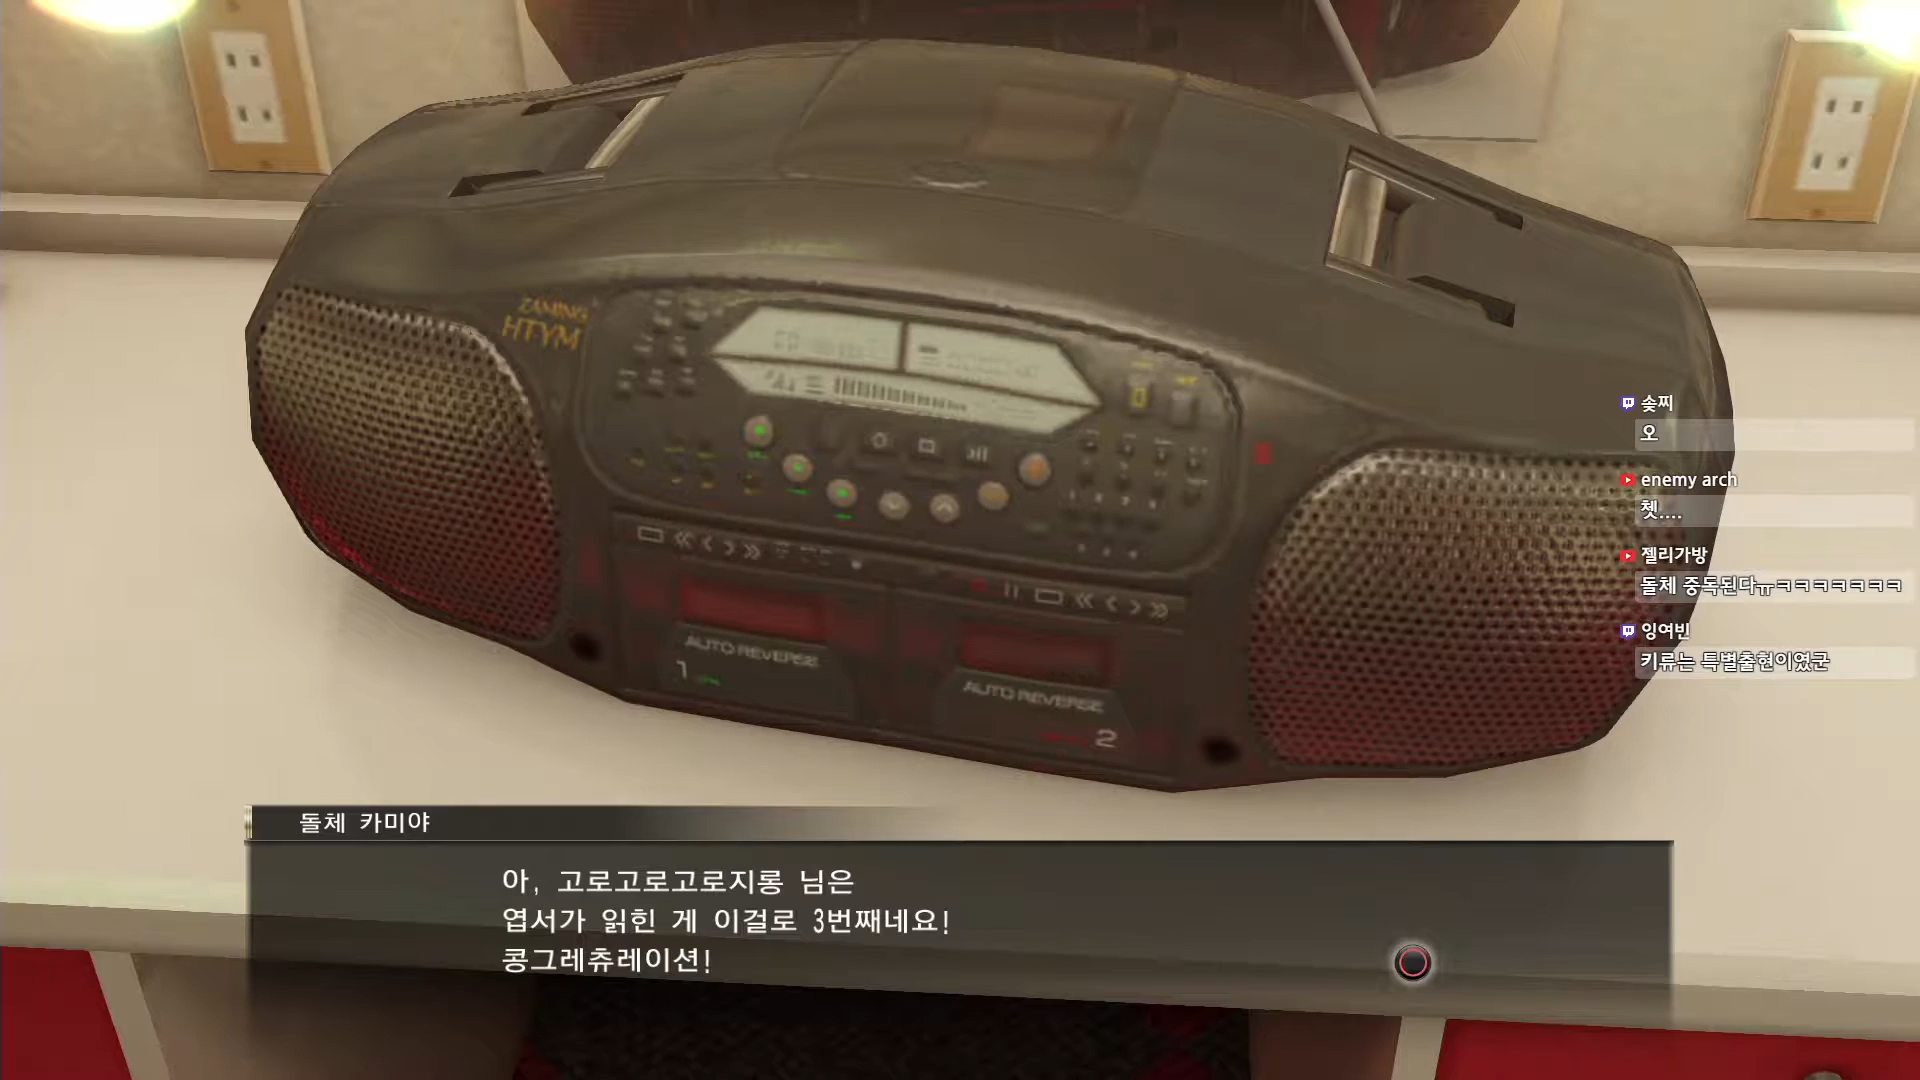 ZAMING
HTYM
AUTO REVERSE
1
AUTO REVERSE
2
솣찌
오
enemy arch
쳇....
젤리가방
돌체 중독된다ㅠㅋㅋㅋㅋㅋㅋㅋ
잉여빈
키류는 특별출현이였군
돌체 카미야
아, 고로고로고로지롱 님은
엽서가 읽힌 게 이걸로 3번째네요!
콩그레츄레이션!